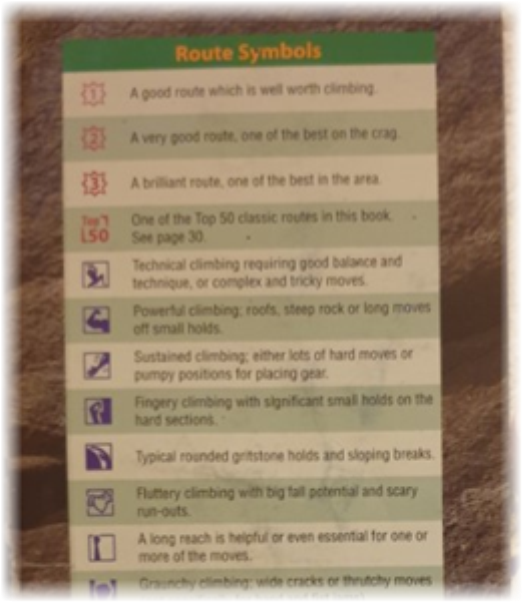 Route Symbols
1 A good route which is well worth climbing.
2 A very good route, one of the best on the crag.
3 A brilliant route, one of the best in the area.
Top 50 One of the Top 50 classic routes in this book.
See page 30.
Technical climbing requiring good balance and
technique, or complex and tricky moves.
Powerful climbing; roofs, steep rock or long moves
off small holds.
Sustained climbing; either lots of hard moves or
pumpy positions for placing gear.
Fingery climbing with significant small holds on the
hard sections.
Typical rounded gritstone holds and sloping breaks.
Fluttery climbing with big fall potential and scary
run-outs.
A long reach is helpful or even essential for one or
more of the moves.
Graunchy climbing; wide cracks or thrutchy moves